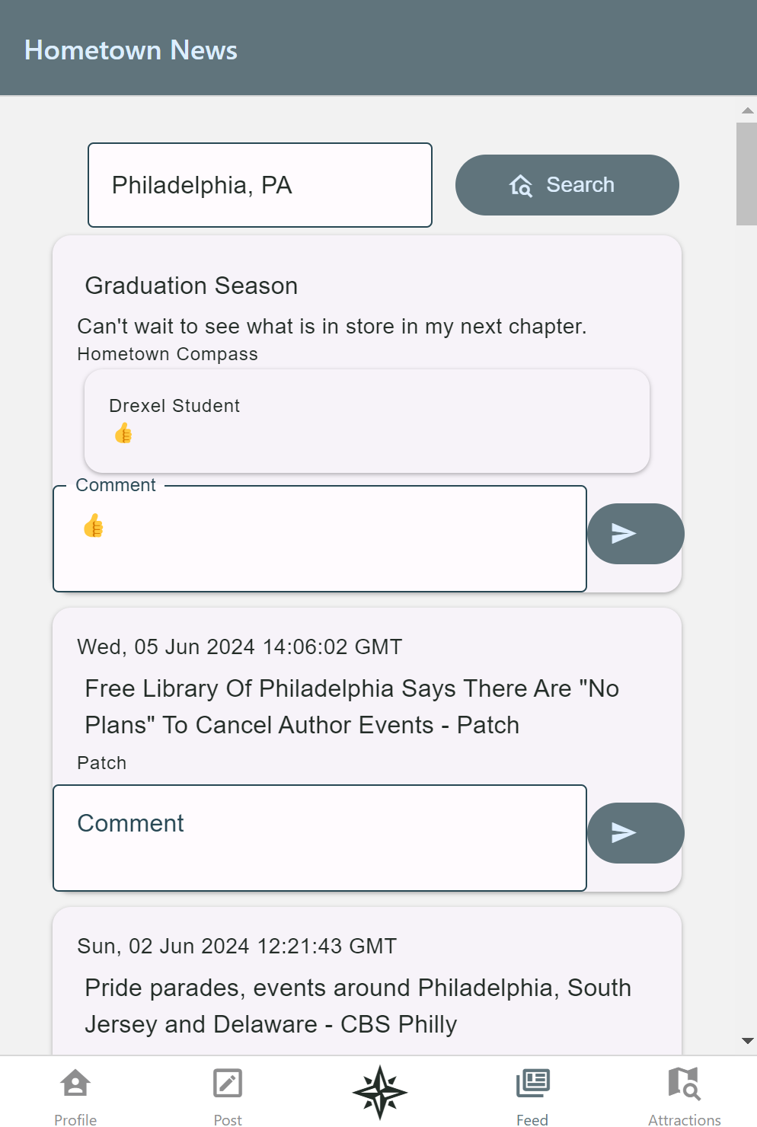 Hometown News
Philadelphia, PA
Search
Graduation Season
Can't wait to see what is in store in my next chapter.
Hometown Compass
Drexel Student
👍
Comment
👍
Wed, 05 Jun 2024 14:06:02 GMT
Free Library Of Philadelphia Says There Are "No
Plans" To Cancel Author Events - Patch
Patch
Comment
Sun, 02 Jun 2024 12:21:43 GMT
Pride parades, events around Philadelphia, South
Jersey and Delaware - CBS Philly
Profile
Post
Feed
Attractions